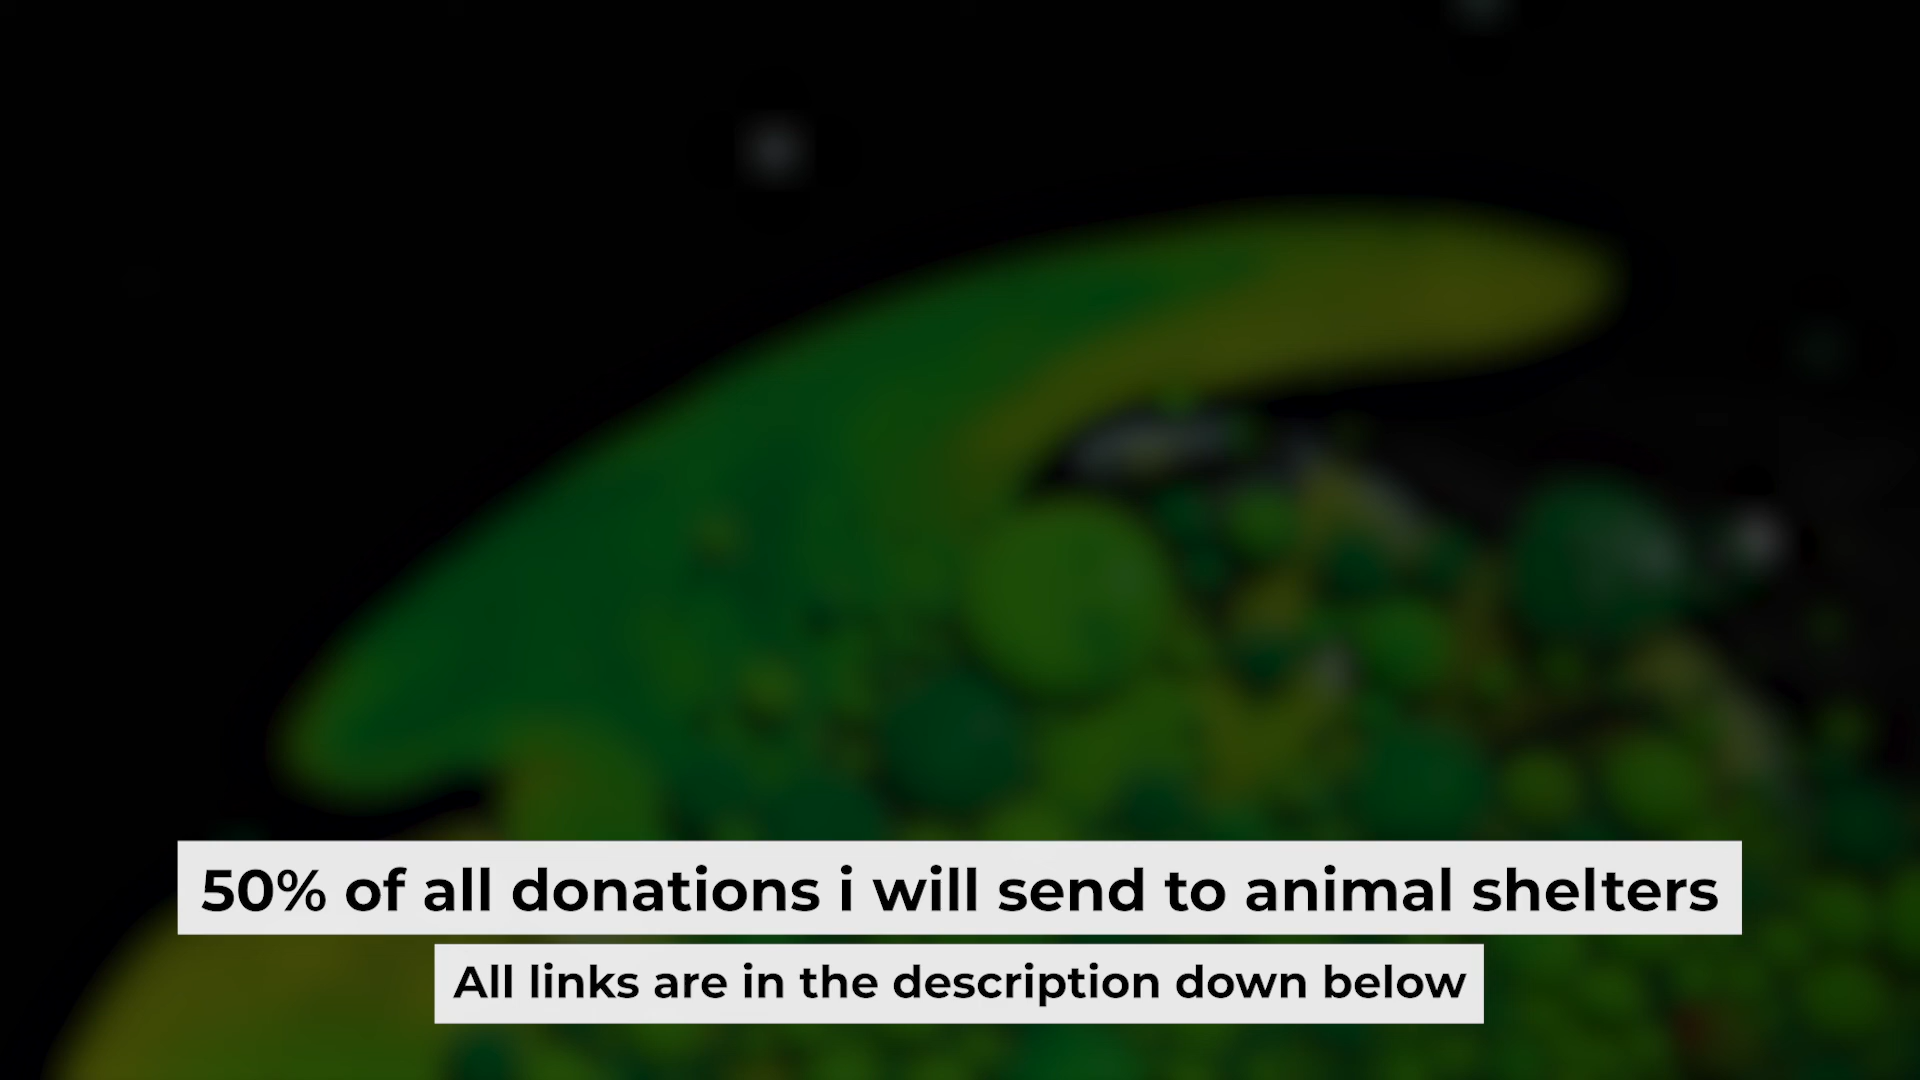 50% of all donations i will send to animal shelters
All links are in the description down below